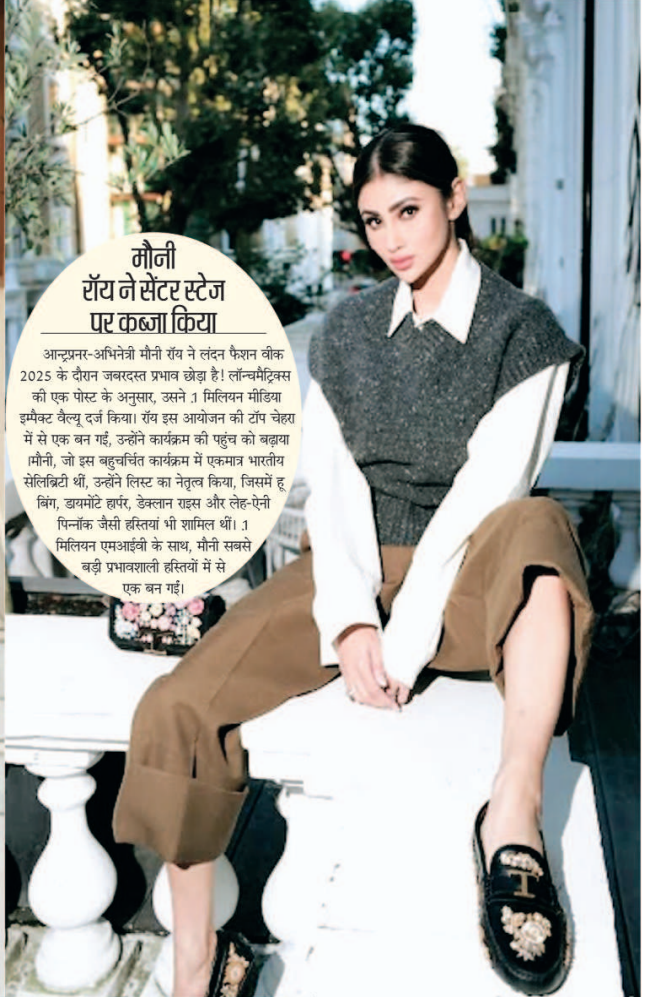 मौनी
रॉय ने सेंटर स्टेज
पर कब्जा किया
आन्ट्रप्रनर-अभिनेत्री मौनी रॉय ने लंदन फैशन वीक
2025 के दौरान जबरदस्त प्रभाव छोड़ा है! लॉन्चमैट्रिक्स
की एक पोस्ट के अनुसार, उसने .1 मिलियन मीडिया
इम्पैक्ट वैल्यू दर्ज किया। रॉय इस आयोजन की टॉप चेहरा
में से एक बन गईं, उन्होंने कार्यक्रम की पहुंच को बढ़ाया
।मौनी, जो इस बहुचर्चित कार्यक्रम में एकमात्र भारतीय
सेलिब्रिटी थीं, उन्होंने लिस्ट का नेतृत्व किया, जिसमें हू
बिंग, डायमोंटे हार्पर, डेक्लान राइस और लेह-ऐनी
पिन्नॉक जैसी हस्तियां भी शामिल थीं। .1
मिलियन एमआईवी के साथ, मौनी सबसे
बड़ी प्रभावशाली हस्तियों में से
एक बन गईं।
T